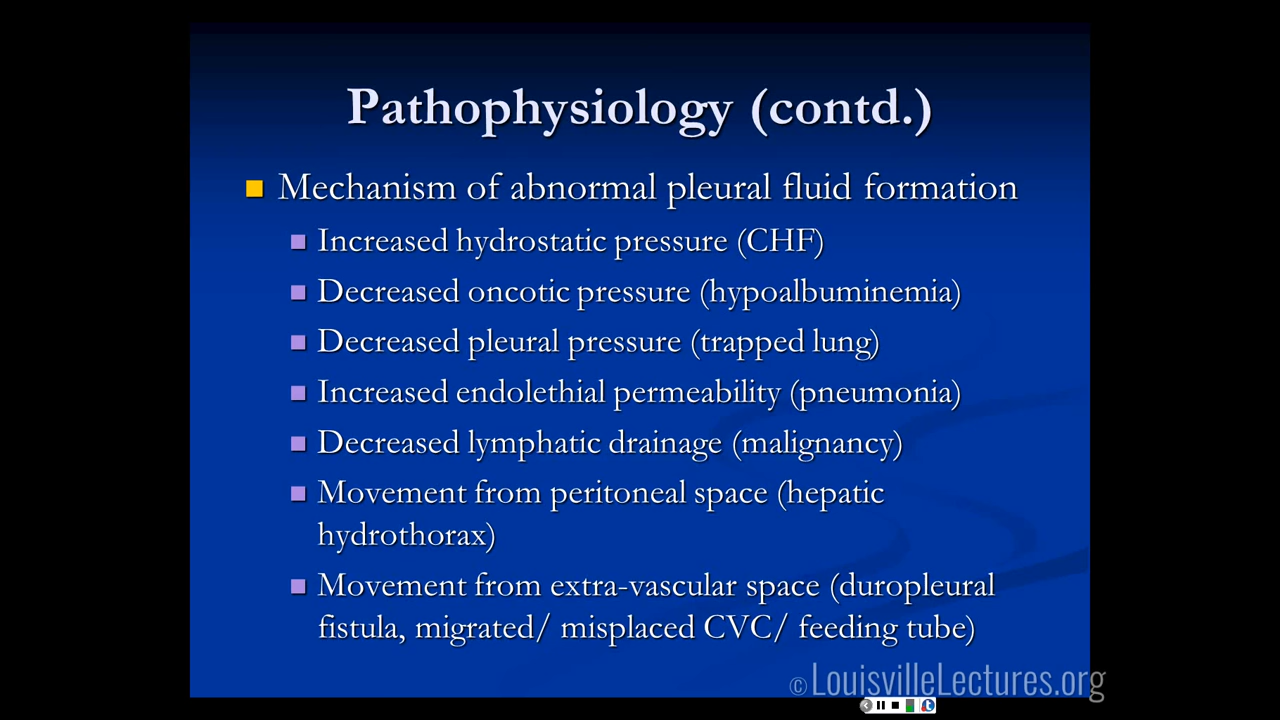 Pathophysiology (contd.)
Mechanism of abnormal pleural fluid formation
Increased hydrostatic pressure (CHF)
Decreased oncotic pressure (hypoalbuminemia)
Decreased pleural pressure (trapped lung)
Increased endolethial permeability (pneumonia)
Decreased lymphatic drainage (malignancy)
Movement from peritoneal space (hepatic
hydrothorax)
Movement from extra-vascular space (duropleural
fistula, migrated/ misplaced CVC/ feeding tube)
© LouisvilleLectures.org